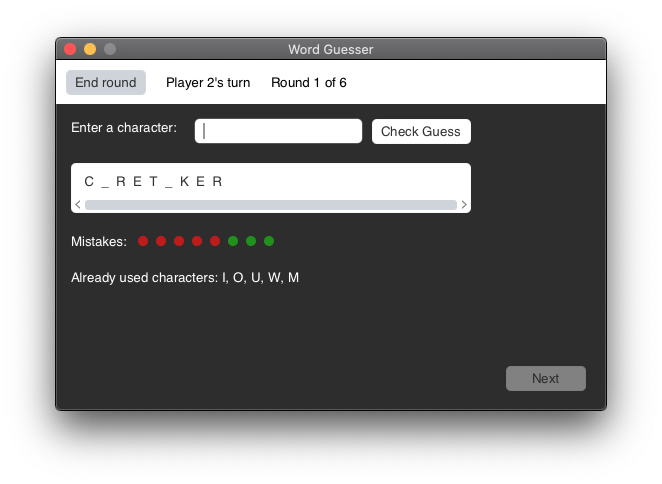 Word Guesser
End round Player 2's turn Round 1 of 6
Enter a character: Check Guess
C _ R E T _ K E R
Mistakes:
Already used characters: I, O, U, W, M
Next